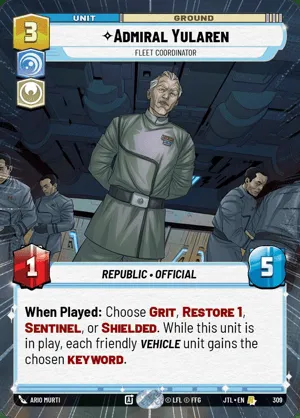 UNIT GROUND
3
✧ADMIRAL YULAREN
FLEET COORDINATOR
1
5
REPUBLIC • OFFICIAL
When Played: Choose GRIT, RESTORE 1,
SENTINEL, or SHIELDED. While this unit is
in play, each friendly VEHICLE unit gains the
chosen KEYWORD.
ARIO MURTI © LFL © FFG JTL • EN 309